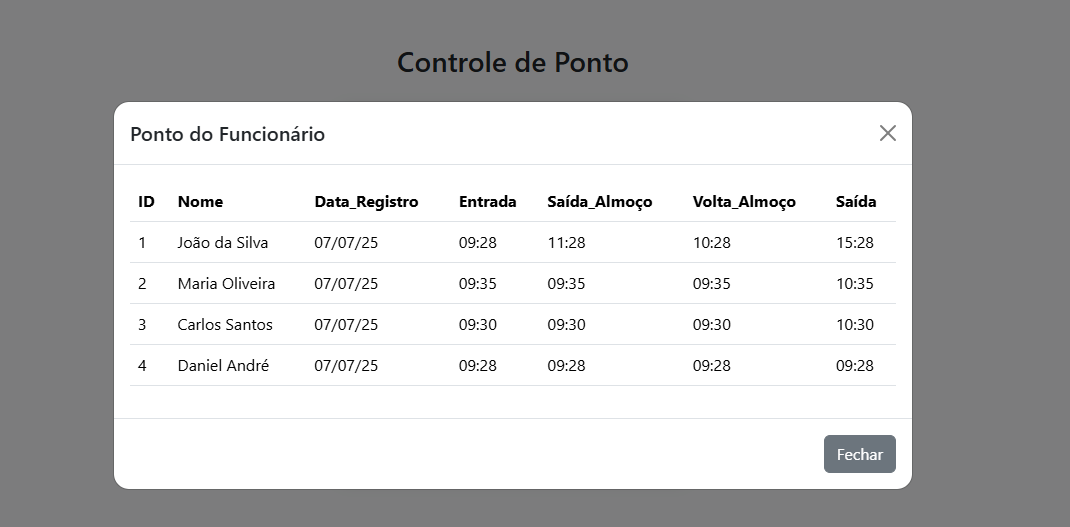 Controle de Ponto
Ponto do Funcionário
ID Nome Data_Registro Entrada Saída_Almoço Volta_Almoço Saída
1 João da Silva 07/07/25 09:28 11:28 10:28 15:28
2 Maria Oliveira 07/07/25 09:35 09:35 09:35 10:35
3 Carlos Santos 07/07/25 09:30 09:30 09:30 10:30
4 Daniel André 07/07/25 09:28 09:28 09:28 09:28
Fechar